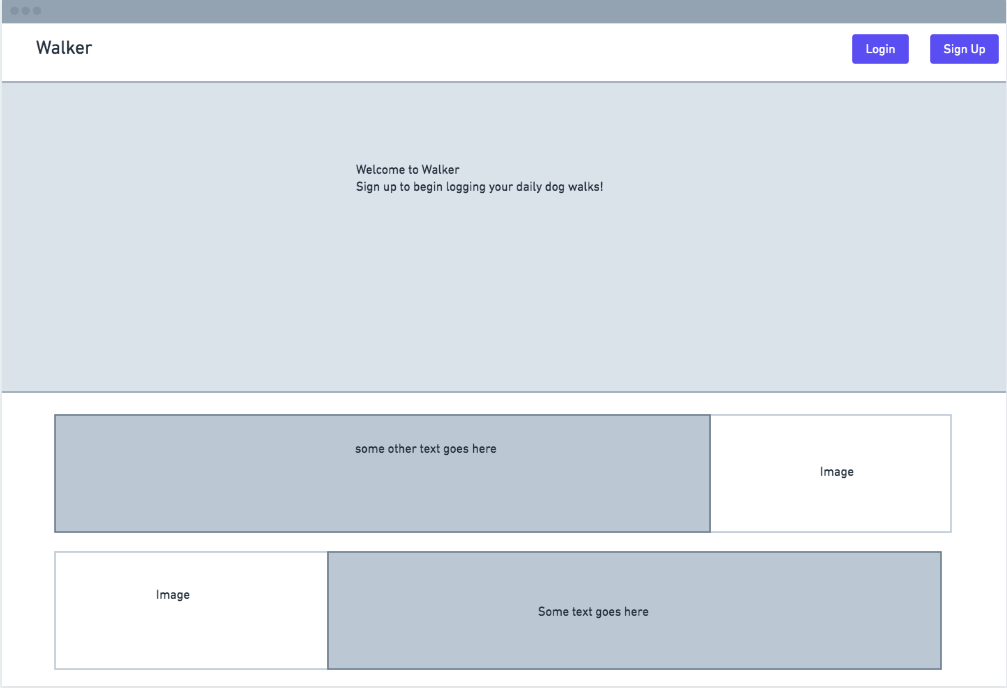 Walker
Login
Sign Up
Welcome to Walker
Sign up to begin logging your daily dog walks!
some other text goes here
Image
Image
Some text goes here